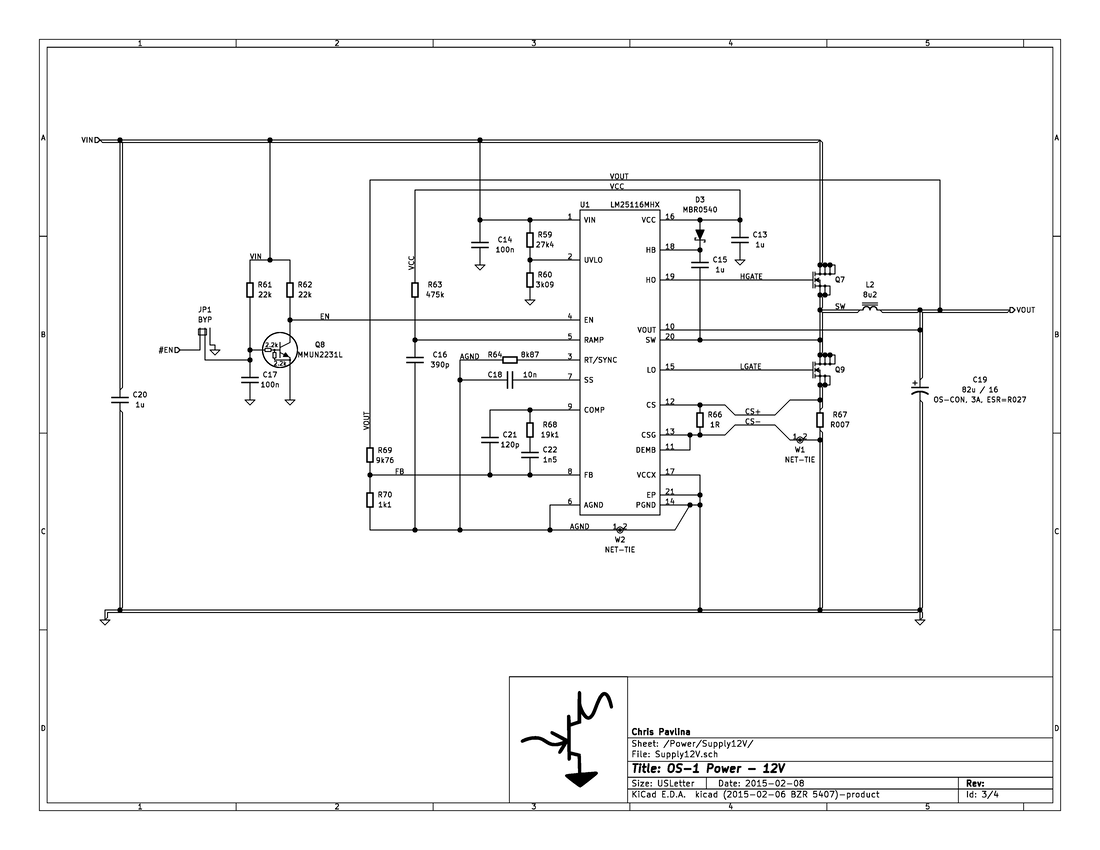 1 2 3 4 5
A A
VIN
VOUT
VCC
U1 LM25116MHX
D3
MBR0540
1 VIN VCC 16
C14
100n
R59
27k4
C13
1u
B B
HB 18
VIN
2 UVLO
C15
1u
VCC
R60
3k09
HO 19 HGATE
Q7
R61
22k
R62
22k
R63
475k
L2
8u2
SW
VOUT
JP1
BYP
EN
4 EN
VOUT 10
5 RAMP SW 20
#EN
2.2k
2.2k
Q8
MMUN2231L
C16
390p
AGND R64 8k87
3 RT/SYNC
LO 15 LGATE
Q9
C17
100n
C18 10n
7 SS
C19
82u / 16
OS-CON, 3A, ESR=R027
C20
1u
9 COMP CS 12
CS+
CS-
R66
1R
R67
R007
VOUT
R68
19k1
C21
120p
CSG 13
1 2
W1
NET-TIE
DEMB 11
C22
1n5
R69
9k76
FB
8 FB VCCX 17
EP 21
R70
1k1
6 AGND PGND 14
AGND
1 2
W2
NET-TIE
C C
D D
Chris Pavlina
Sheet: /Power/Supply12V/
File: Supply12V.sch
Title: OS-1 Power - 12V
Size: USLetter Date: 2015-02-08 Rev:
KiCad E.D.A. kicad (2015-02-06 BZR 5407)-product Id: 3/4
1 2 3 4 5